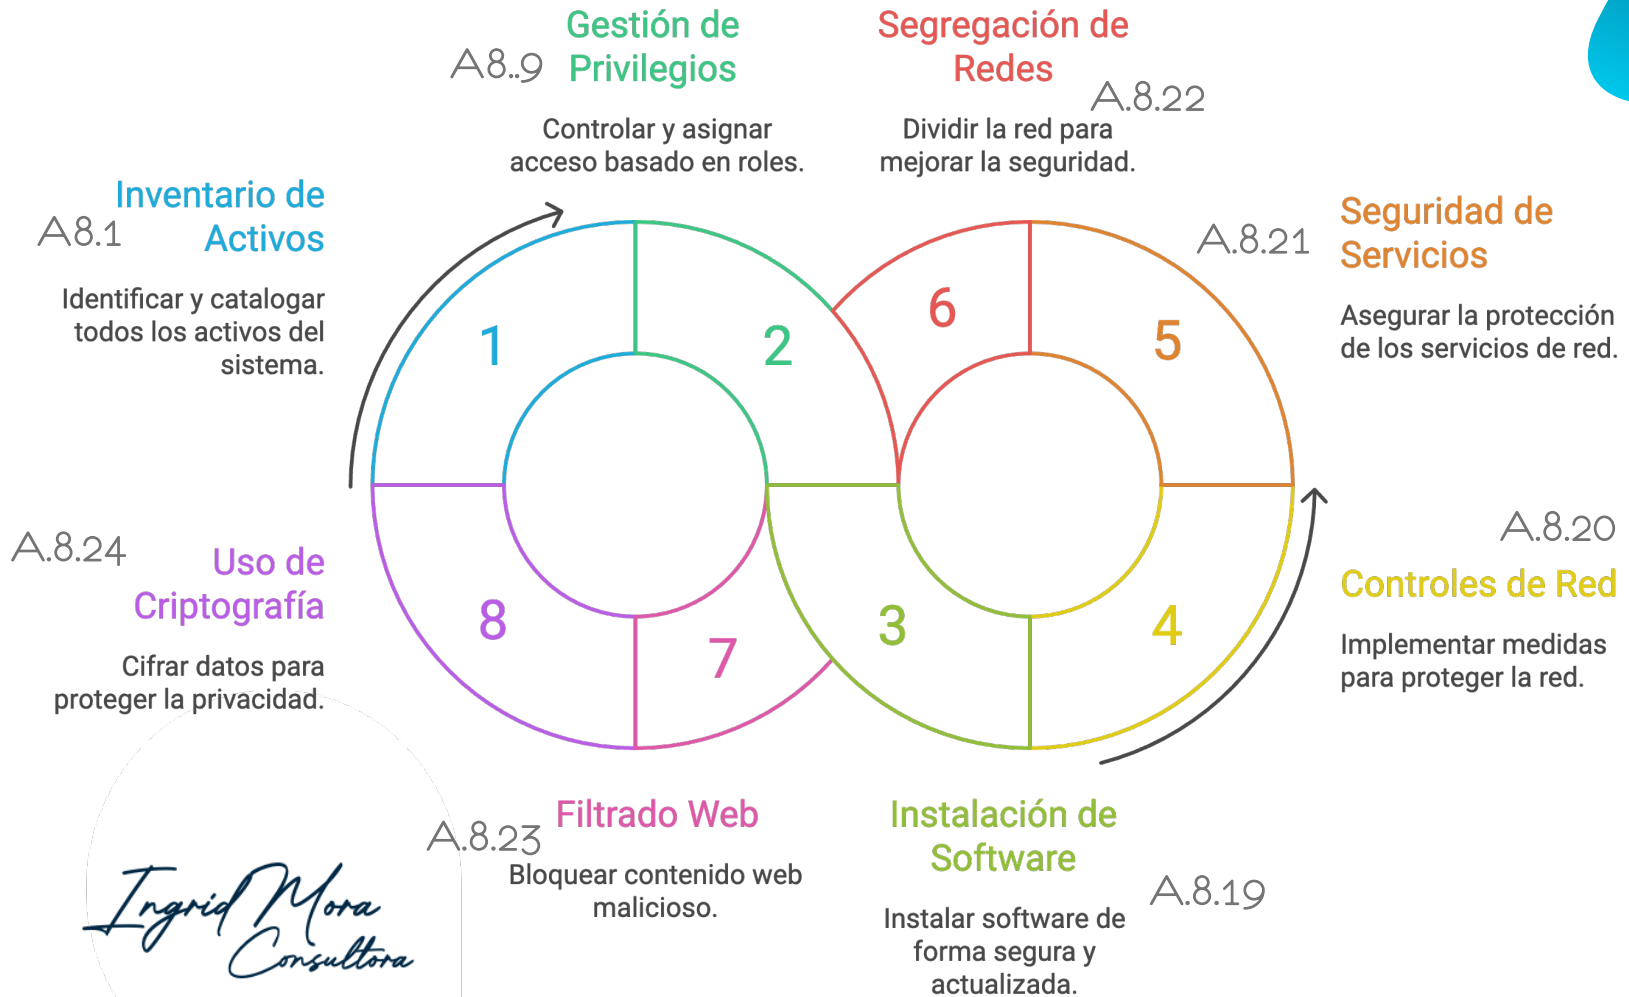 Gestión de
Privilegios
A8..9
Controlar y asignar
acceso basado en roles.
Segregación de
Redes
A.8.22
Dividir la red para
mejorar la seguridad.
Inventario de
Activos
A8.1
Identificar y catalogar
todos los activos del
sistema.
Seguridad de
Servicios
A.8.21
Asegurar la protección
de los servicios de red.
1
2
6
5
A.8.24
Uso de
Criptografía
Cifrar datos para
proteger la privacidad.
A.8.20
Controles de Red
Implementar medidas
para proteger la red.
8
7
3
4
Filtrado Web
A.8.23
Bloquear contenido web
malicioso.
Instalación de
Software
A.8.19
Instalar software de
forma segura y
actualizada.
Ingrid Mora
Consultora